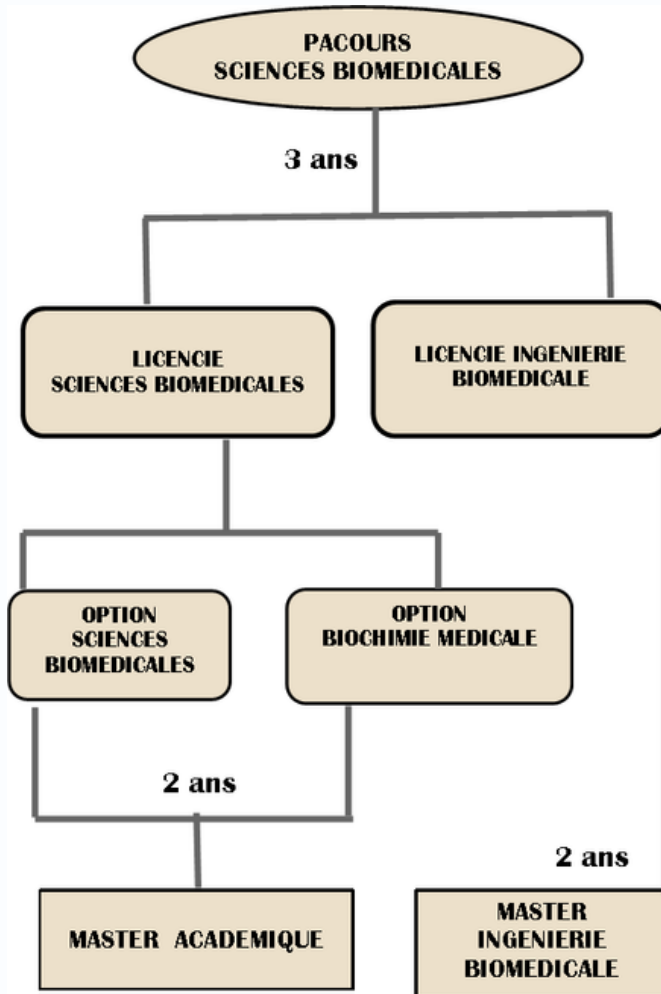 PACOURS
SCIENCES BIOMEDICALES
3 ans
LICENCIE
SCIENCES BIOMEDICALES
LICENCIE INGENIERIE
BIOMEDICALE
OPTION
SCIENCES
BIOMEDICALES
OPTION
BIOCHIMIE MEDICALE
2 ans
2 ans
MASTER ACADEMIQUE
MASTER
INGENIERIE
BIOMEDICALE